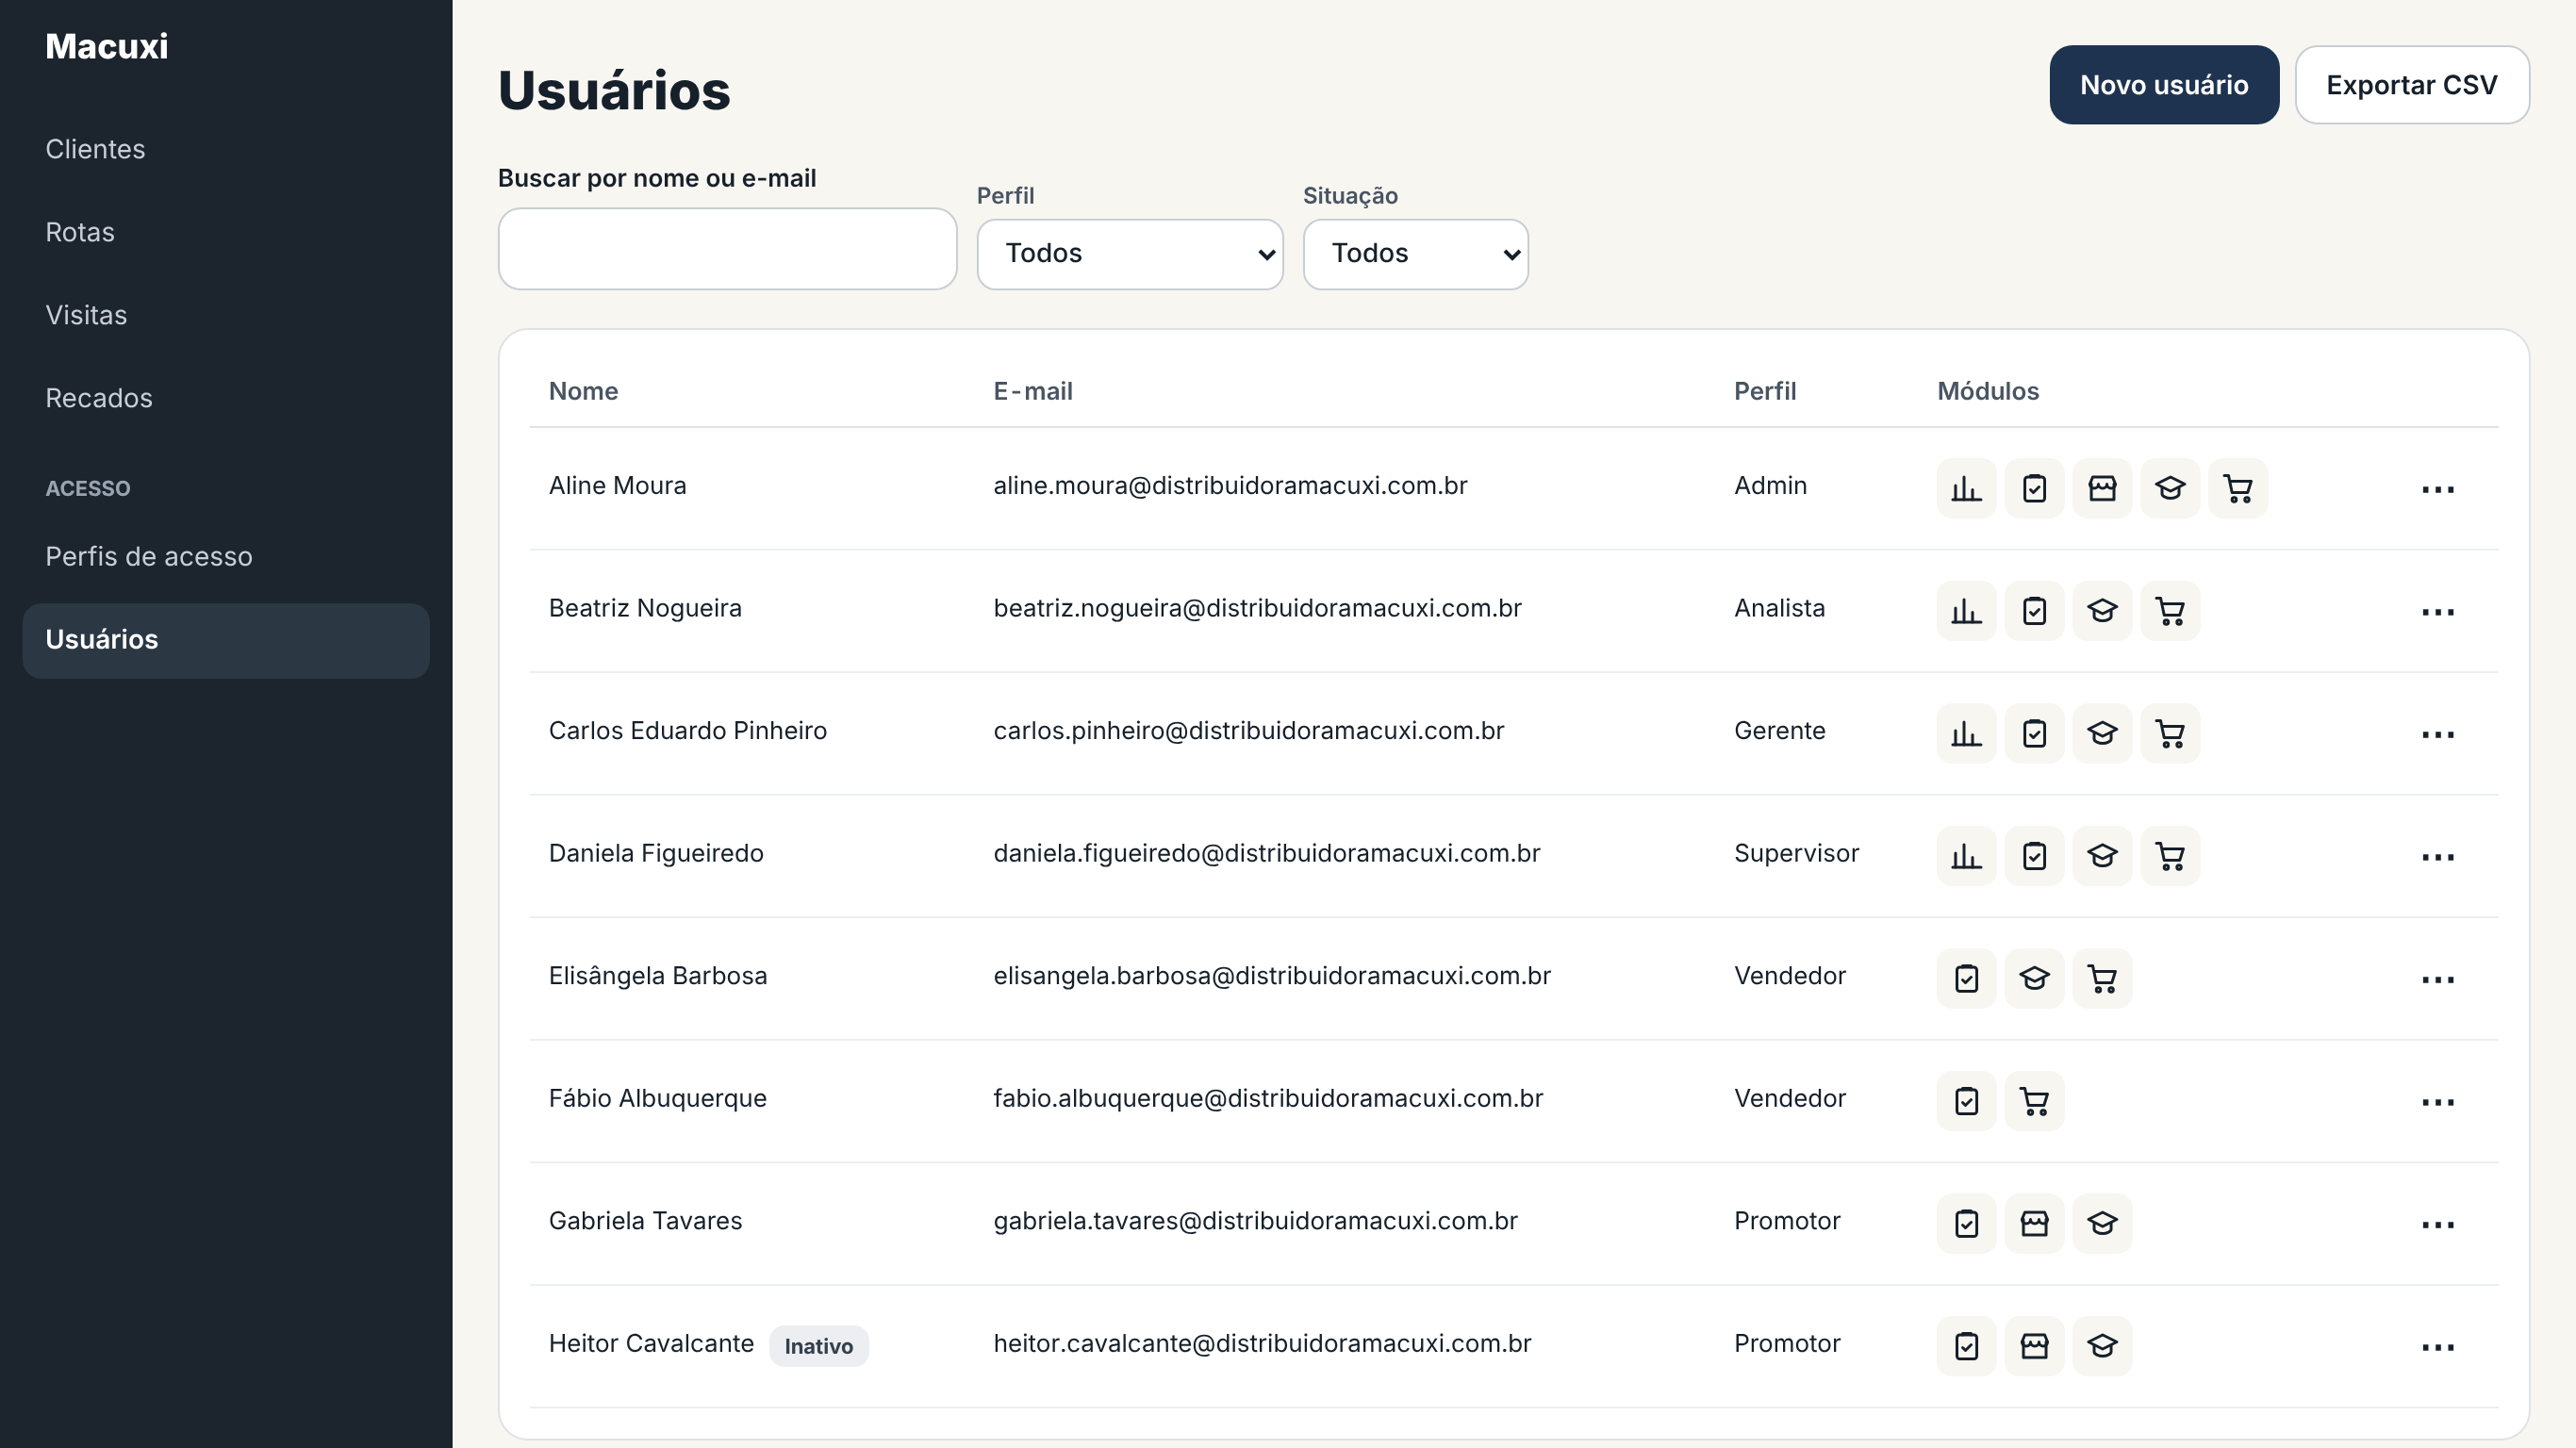 Macuxi
Clientes
Rotas
Visitas
Recados
ACESSO
Perfis de acesso
Usuários
Usuários
Novo usuário
Exportar CSV
Buscar por nome ou e-mail
Perfil
Todos
Situação
Todos
Nome E-mail Perfil Módulos
Aline Moura aline.moura@distribuidoramacuxi.com.br Admin
Beatriz Nogueira beatriz.nogueira@distribuidoramacuxi.com.br Analista
Carlos Eduardo Pinheiro carlos.pinheiro@distribuidoramacuxi.com.br Gerente
Daniela Figueiredo daniela.figueiredo@distribuidoramacuxi.com.br Supervisor
Elisângela Barbosa elisangela.barbosa@distribuidoramacuxi.com.br Vendedor
Fábio Albuquerque fabio.albuquerque@distribuidoramacuxi.com.br Vendedor
Gabriela Tavares gabriela.tavares@distribuidoramacuxi.com.br Promotor
Heitor Cavalcante Inativo heitor.cavalcante@distribuidoramacuxi.com.br Promotor